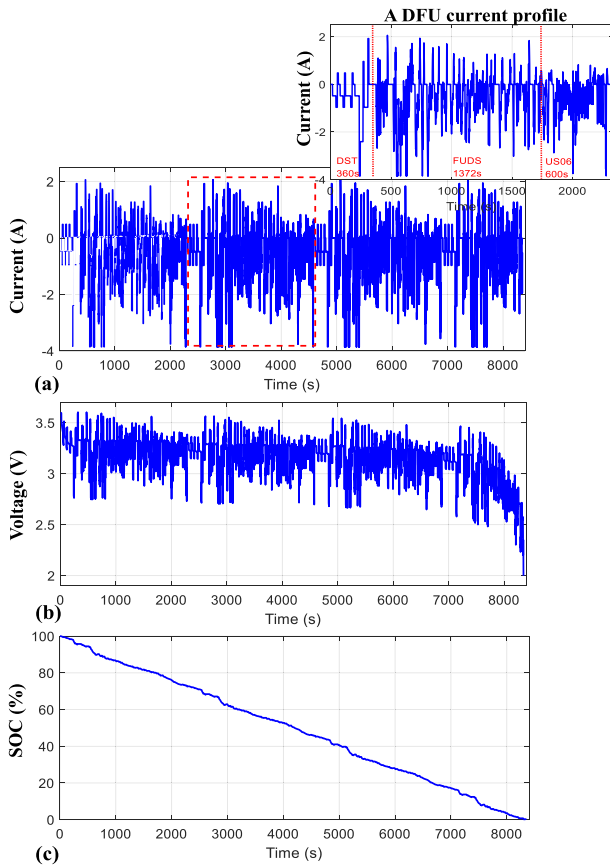 A DFU current profile
Current (A)
2
0
-2
-4
DST
360s
FUDS
1372s
US06
600s
0
500
1000
1500
2000
Time (s)
Current (A)
2
0
-2
-4
0
1000
2000
3000
4000
5000
6000
7000
8000
Time (s)
(a)
Voltage (V)
3.5
3
2.5
2
0
1000
2000
3000
4000
5000
6000
7000
8000
Time (s)
(b)
SOC (%)
100
80
60
40
20
0
0
1000
2000
3000
4000
5000
6000
7000
8000
Time (s)
(c)